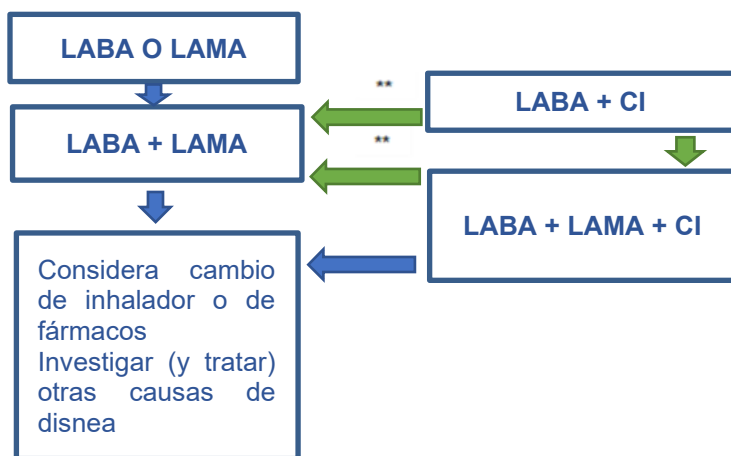 LABA O LAMA
**
LABA + CI
LABA + LAMA
**
LABA + LAMA + CI
Considera cambio
de inhalador o de
fármacos
Investigar (y tratar)
otras causas de
disnea